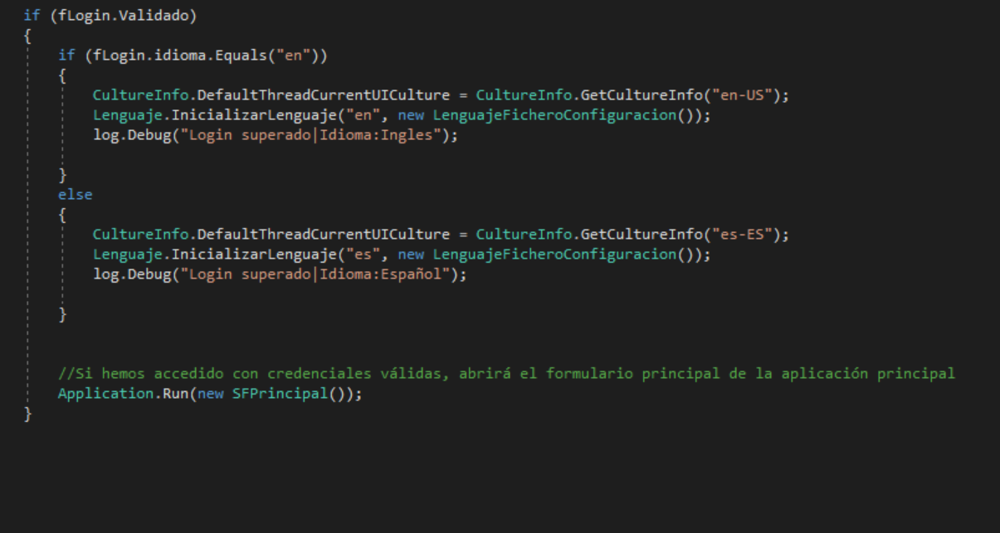 if (fLogin.Validado)
{
if (fLogin.idioma.Equals("en"))
{
CultureInfo.DefaultThreadCurrentUICulture = CultureInfo.GetCultureInfo("en-US");
Lenguaje.InicializarLenguaje("en", new LenguajeFicheroConfiguracion());
log.Debug("Login superado|Idioma:Ingles");
}
else
{
CultureInfo.DefaultThreadCurrentUICulture = CultureInfo.GetCultureInfo("es-ES");
Lenguaje.InicializarLenguaje("es", new LenguajeFicheroConfiguracion());
log.Debug("Login superado|Idioma:Español");
}
//Si hemos accedido con credenciales válidas, abrirá el formulario principal de la aplicación principal
Application.Run(new SFPrincipal());
}